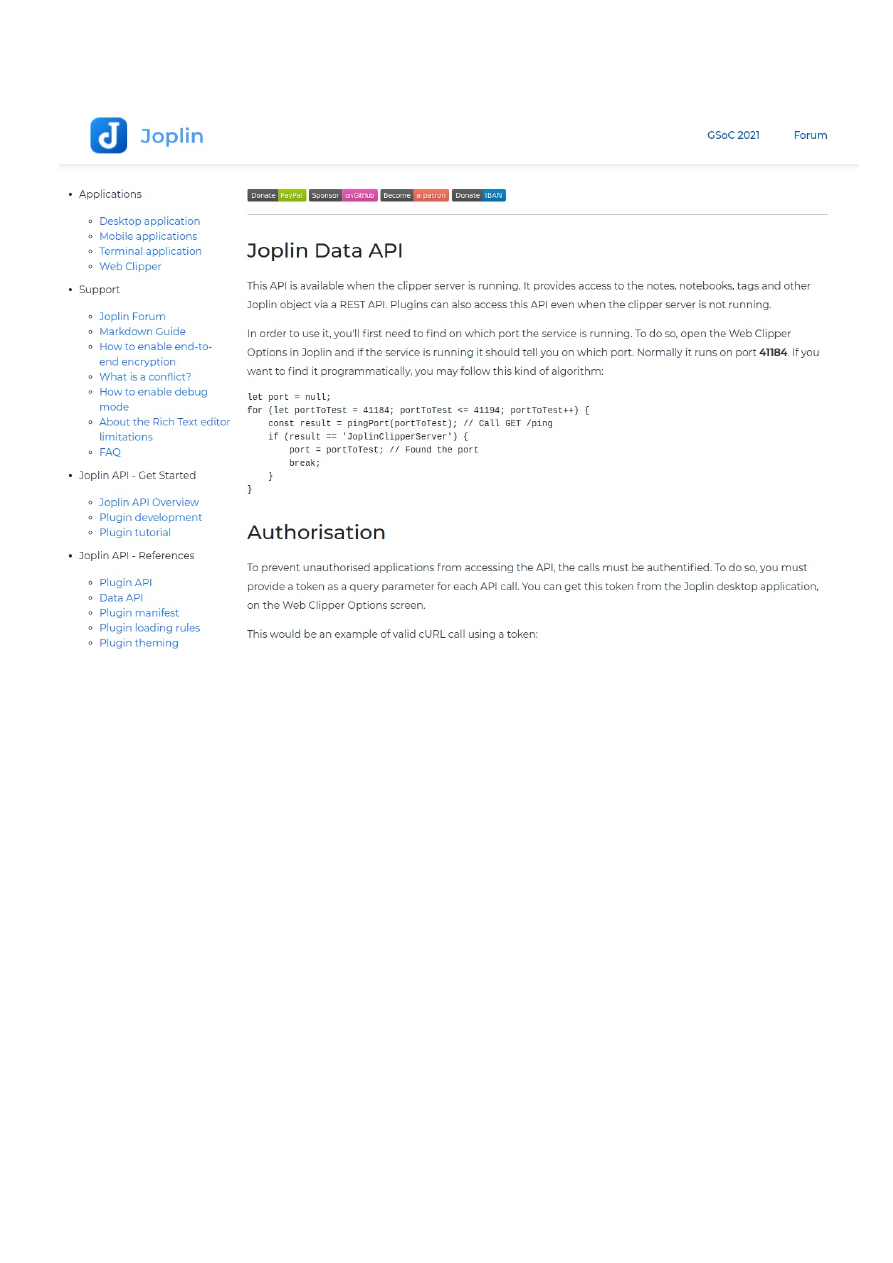 Joplin
GSoC 2021 Forum
• Applications
◦ Desktop application
◦ Mobile applications
◦ Terminal application
◦ Web Clipper
• Support
◦ Joplin Forum
◦ Markdown Guide
◦ How to enable end-to-
end encryption
◦ What is a conflict?
◦ How to enable debug
mode
◦ About the Rich Text editor
limitations
◦ FAQ
• Joplin API - Get Started
◦ Joplin API Overview
◦ Plugin development
◦ Plugin tutorial
• Joplin API - References
◦ Plugin API
◦ Data API
◦ Plugin manifest
◦ Plugin loading rules
◦ Plugin theming
Donate PayPal Sponsor on GitHub Become a patron Donate IBAN
Joplin Data API
This API is available when the clipper server is running. It provides access to the notes, notebooks, tags and other
Joplin object via a REST API. Plugins can also access this API even when the clipper server is not running.
In order to use it, you'll first need to find on which port the service is running. To do so, open the Web Clipper
Options in Joplin and if the service is running it should tell you on which port. Normally it runs on port 41184. If you
want to find it programmatically, you may follow this kind of algorithm:
let port = null;
for (let portToTest = 41184; portToTest <= 41194; portToTest++) {
    const result = pingPort(portToTest); // Call GET /ping
    if (result == 'JoplinClipperServer') {
        port = portToTest; // Found the port
        break;
    }
}
Authorisation
To prevent unauthorised applications from accessing the API, the calls must be authentified. To do so, you must
provide a token as a query parameter for each API call. You can get this token from the Joplin desktop application,
on the Web Clipper Options screen.
This would be an example of valid cURL call using a token: